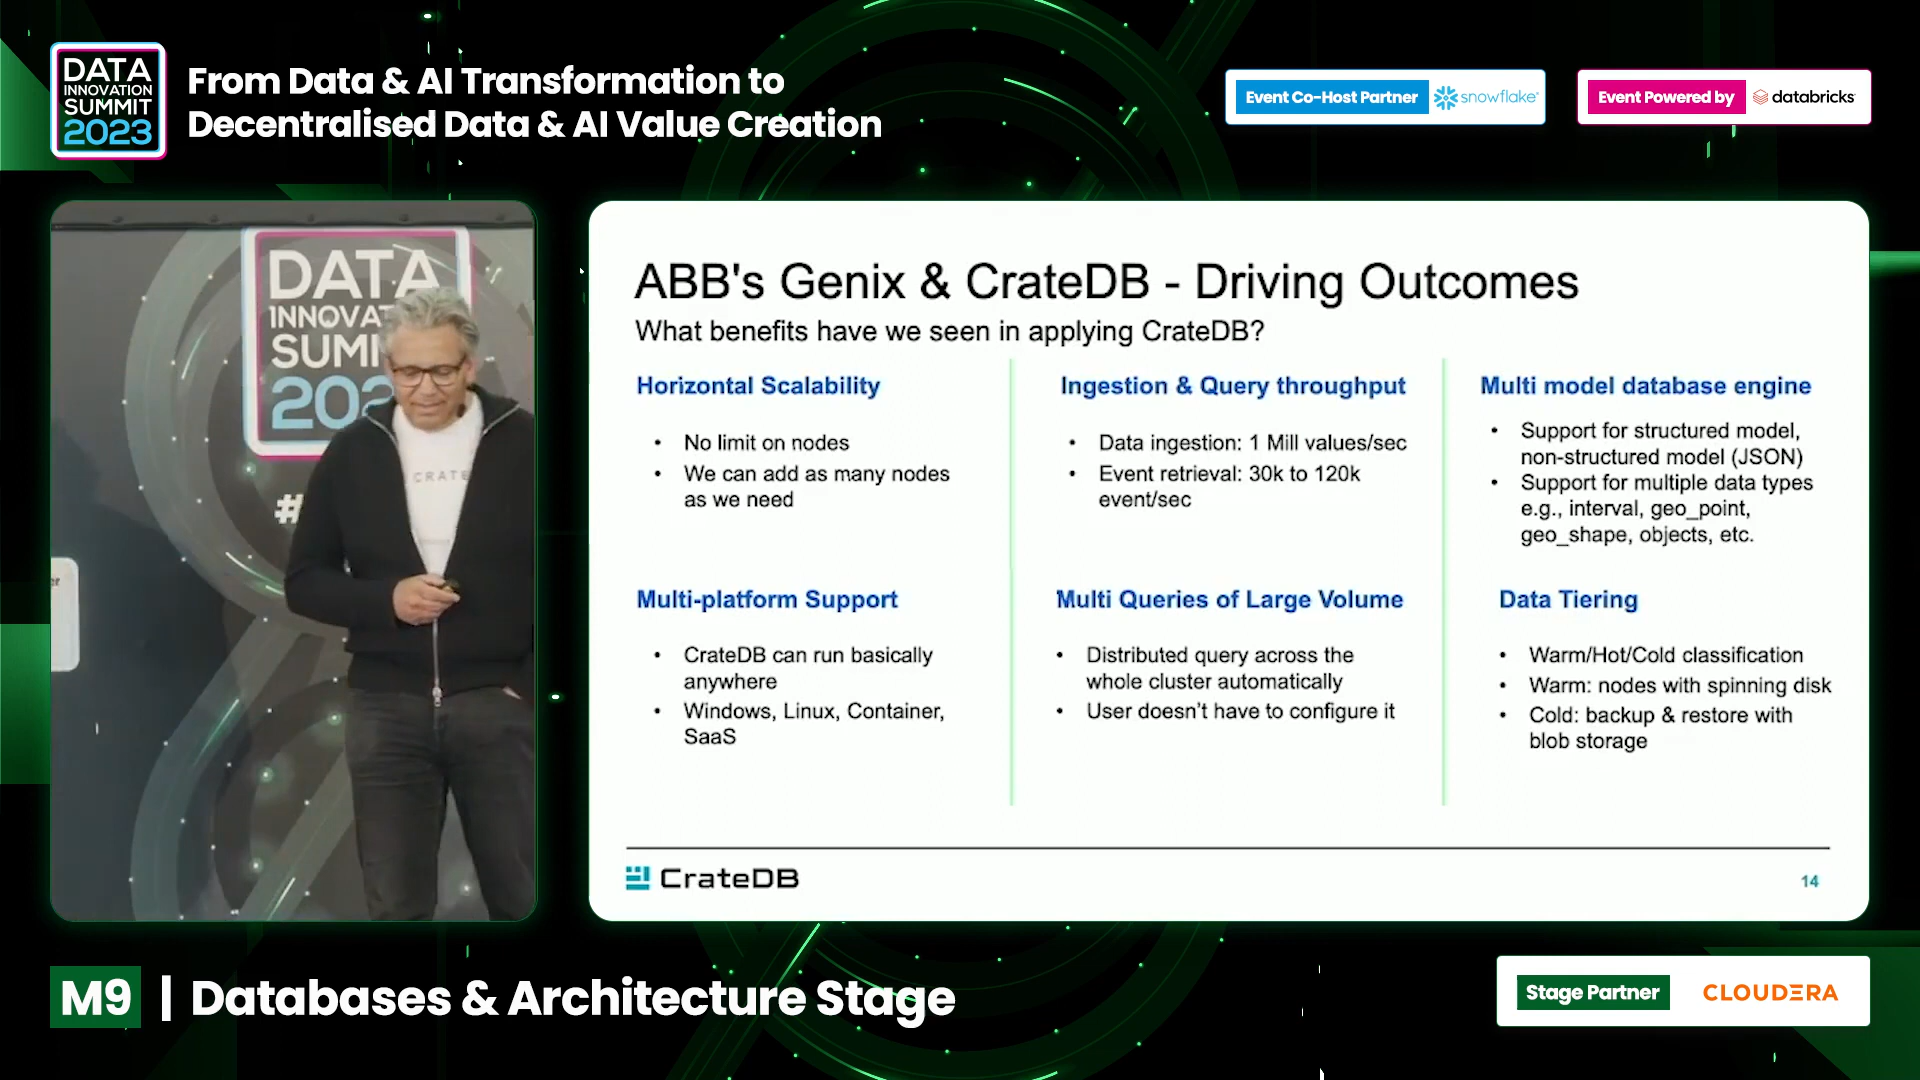 DATA
INNOVATION
SUMMIT
2023
From Data & AI Transformation to
Decentralised Data & AI Value Creation
Event Co-Host Partner
snowflake
Event Powered by
databricks
DATA
INNOVAT
SUMM
202
#
CRATE
er
ABB's Genix & CrateDB - Driving Outcomes
What benefits have we seen in applying CrateDB?
Horizontal Scalability
• No limit on nodes
• We can add as many nodes
as we need
Ingestion & Query throughput
• Data ingestion: 1 Mill values/sec
• Event retrieval: 30k to 120k
event/sec
Multi model database engine
• Support for structured model,
non-structured model (JSON)
• Support for multiple data types
e.g., interval, geo_point,
geo_shape, objects, etc.
Multi-platform Support
• CrateDB can run basically
anywhere
• Windows, Linux, Container,
SaaS
Multi Queries of Large Volume
• Distributed query across the
whole cluster automatically
• User doesn't have to configure it
Data Tiering
• Warm/Hot/Cold classification
• Warm: nodes with spinning disk
• Cold: backup & restore with
blob storage
CrateDB
14
M9 | Databases & Architecture Stage
Stage Partner
CLOUDERA